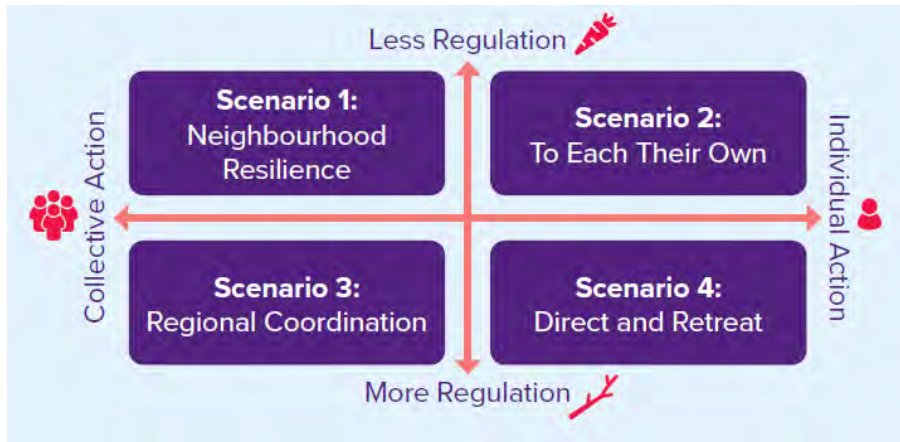 Less Regulation
Scenario 1:
Neighbourhood
Resilience
Scenario 2:
To Each Their Own
Collective Action
Individual Action
Scenario 3:
Regional Coordination
Scenario 4:
Direct and Retreat
More Regulation